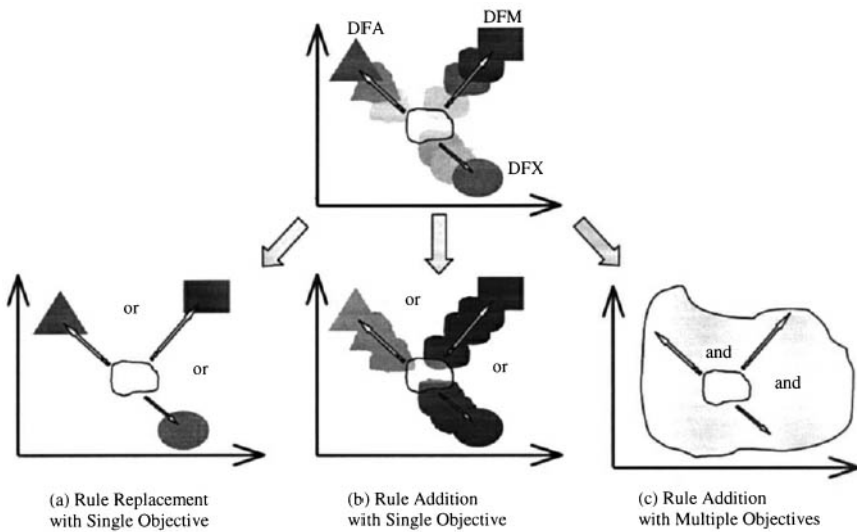 DFA
DFM
DFX
or
or
or
or
and
and
(a) Rule Replacement
with Single Objective
(b) Rule Addition
with Single Objective
(c) Rule Addition
with Multiple Objectives